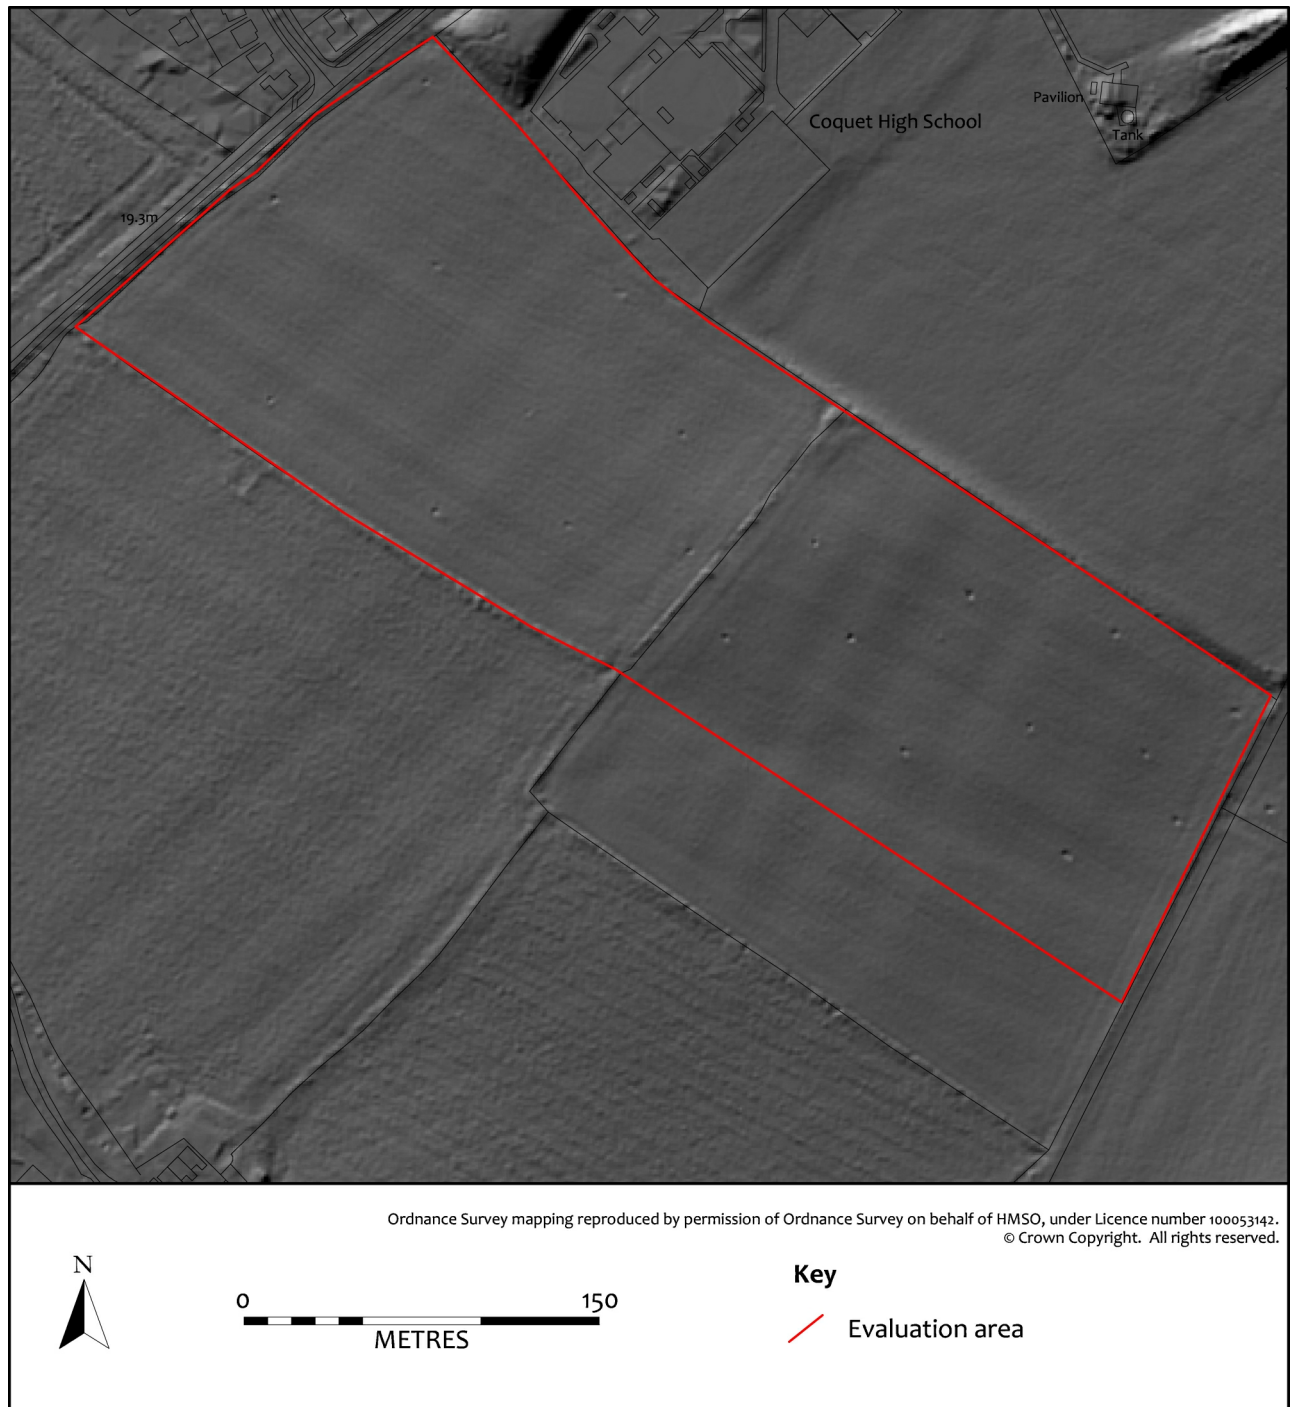 Coquet High School
Pavilion
Tank
19.3m
Ordnance Survey mapping reproduced by permission of Ordnance Survey on behalf of HMSO, under Licence number 100053142.
© Crown Copyright. All rights reserved.
N
0 150
METRES
Key
Evaluation area